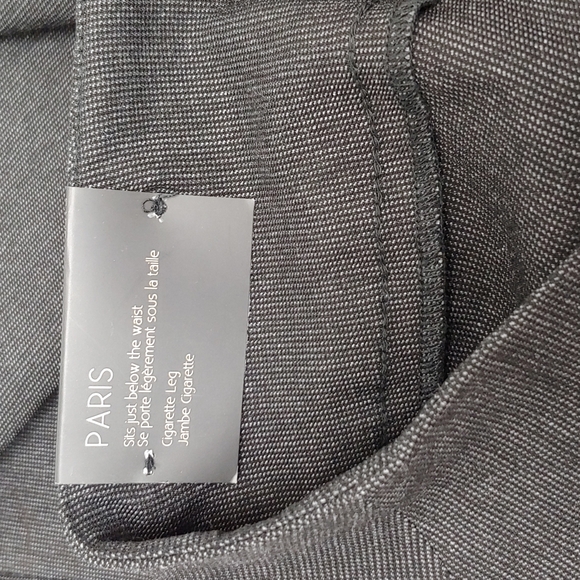 PARIS
Sits just below the waist
Se porte légèrement sous la taille
Cigarette Leg
Jambe Cigarette